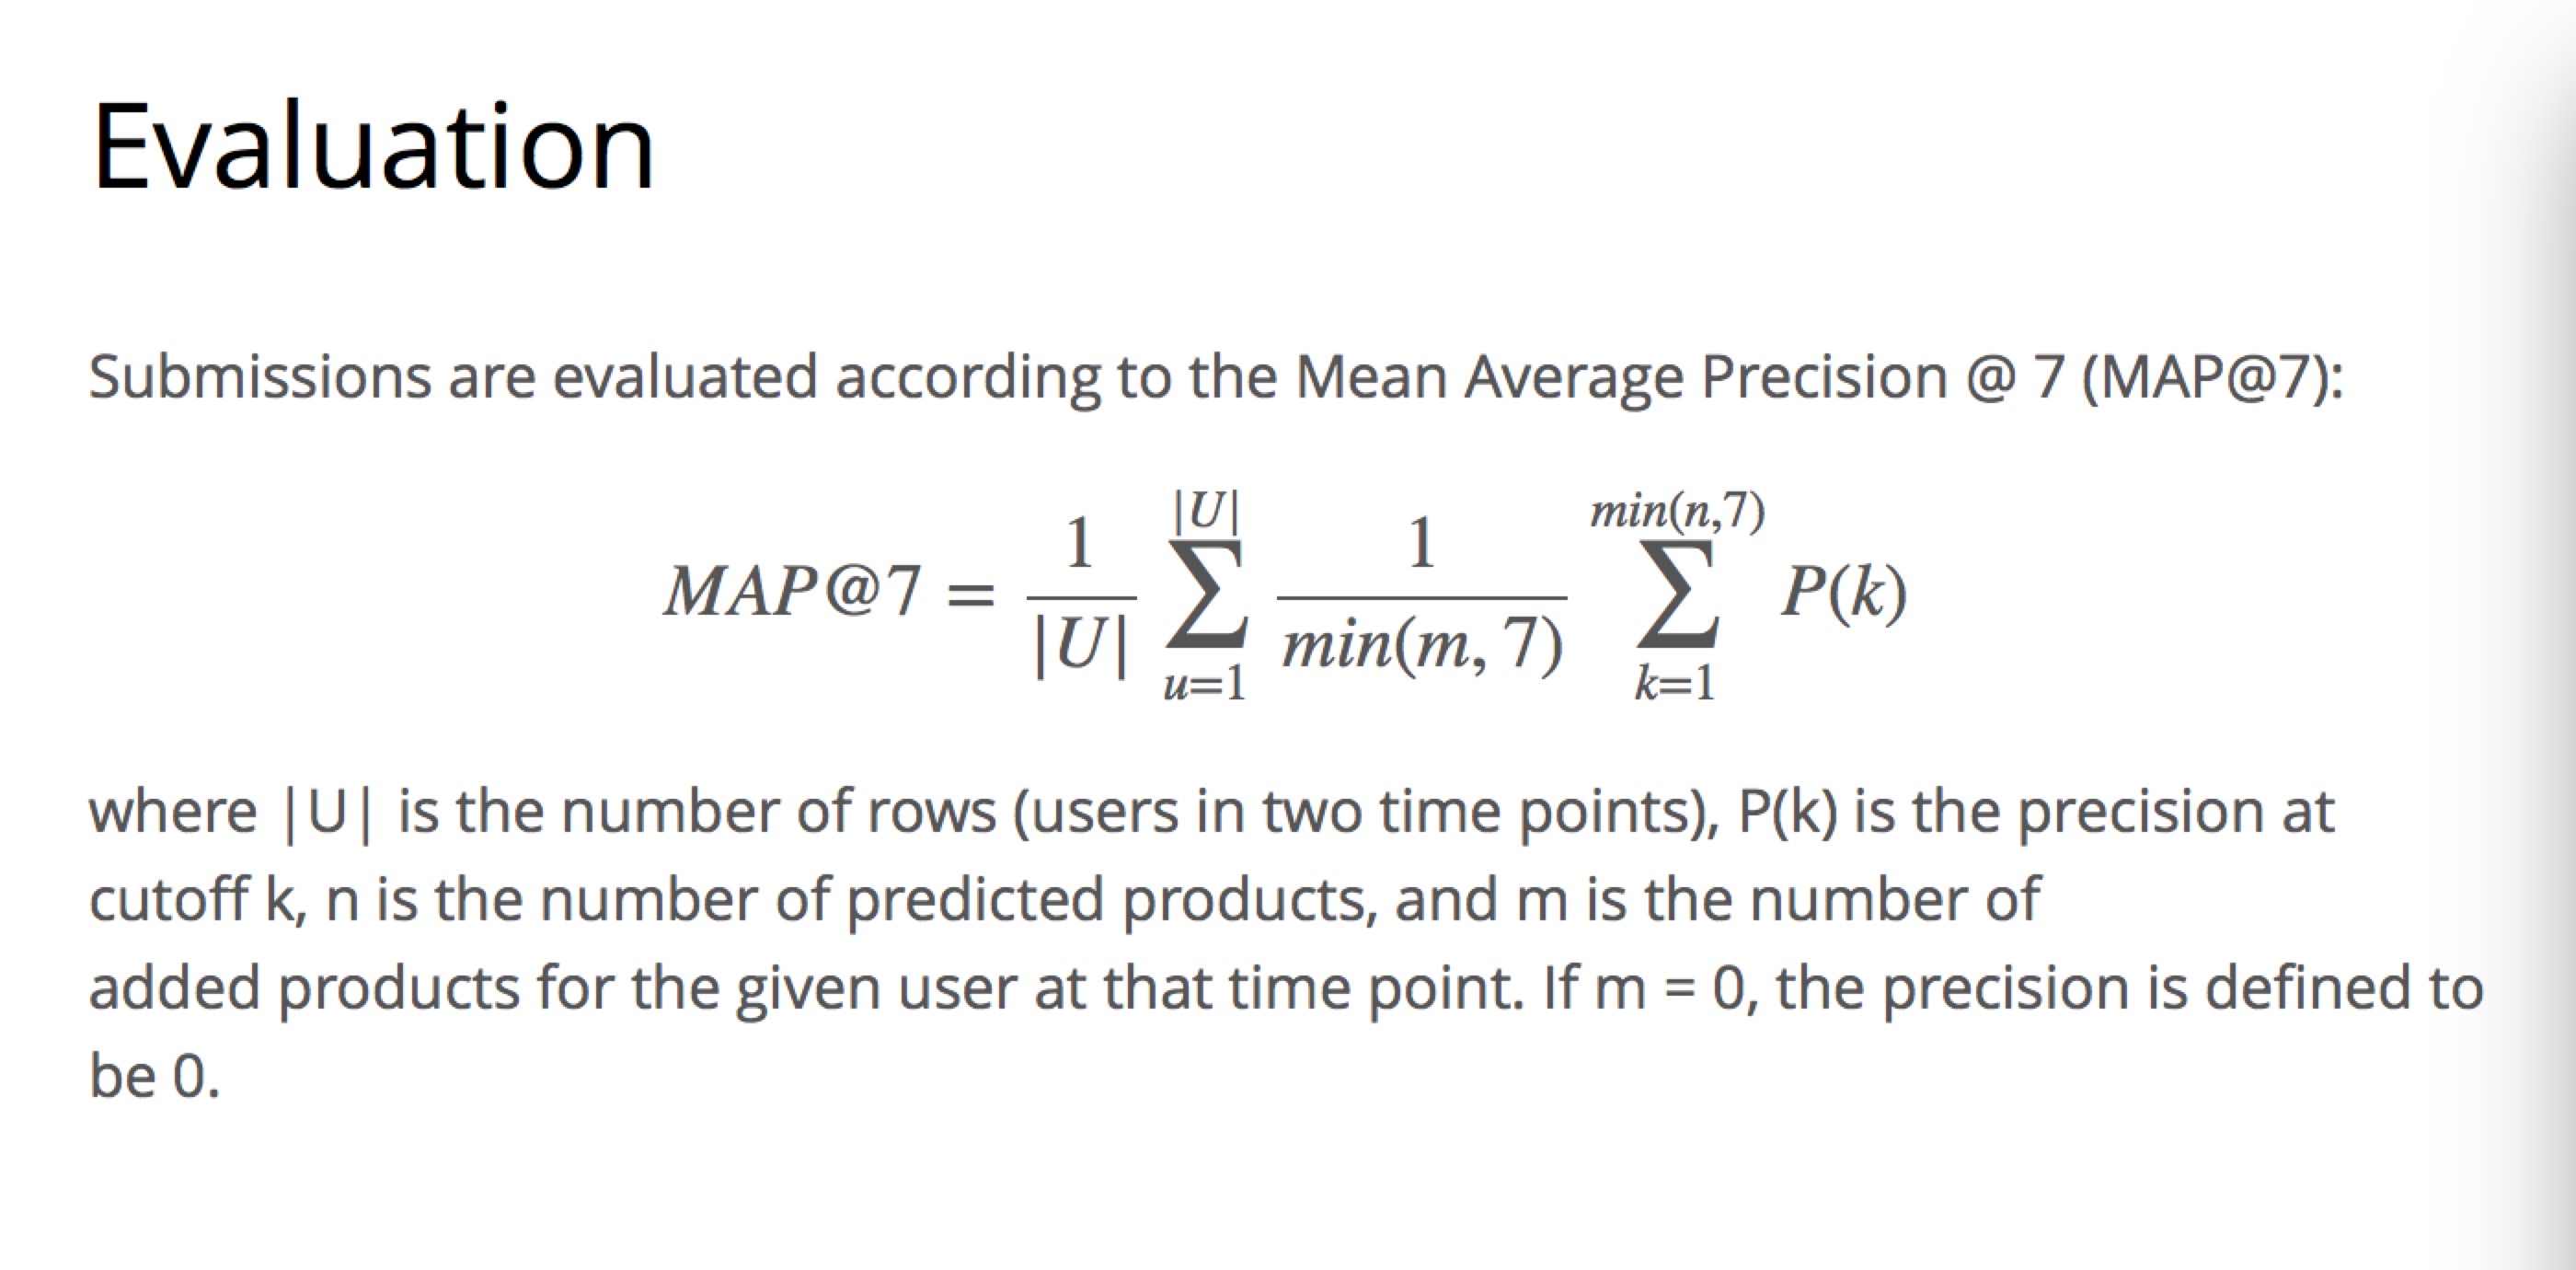 Evaluation
Submissions are evaluated according to the Mean Average Precision @ 7 (MAP@7):
MAP@7 = \frac{1}{|U|} \sum_{u=1}^{|U|} \frac{1}{min(m, 7)} \sum_{k=1}^{min(n,7)} P(k)
where |U| is the number of rows (users in two time points), P(k) is the precision at
cutoff k, n is the number of predicted products, and m is the number of
added products for the given user at that time point. If m = 0, the precision is defined to
be 0.